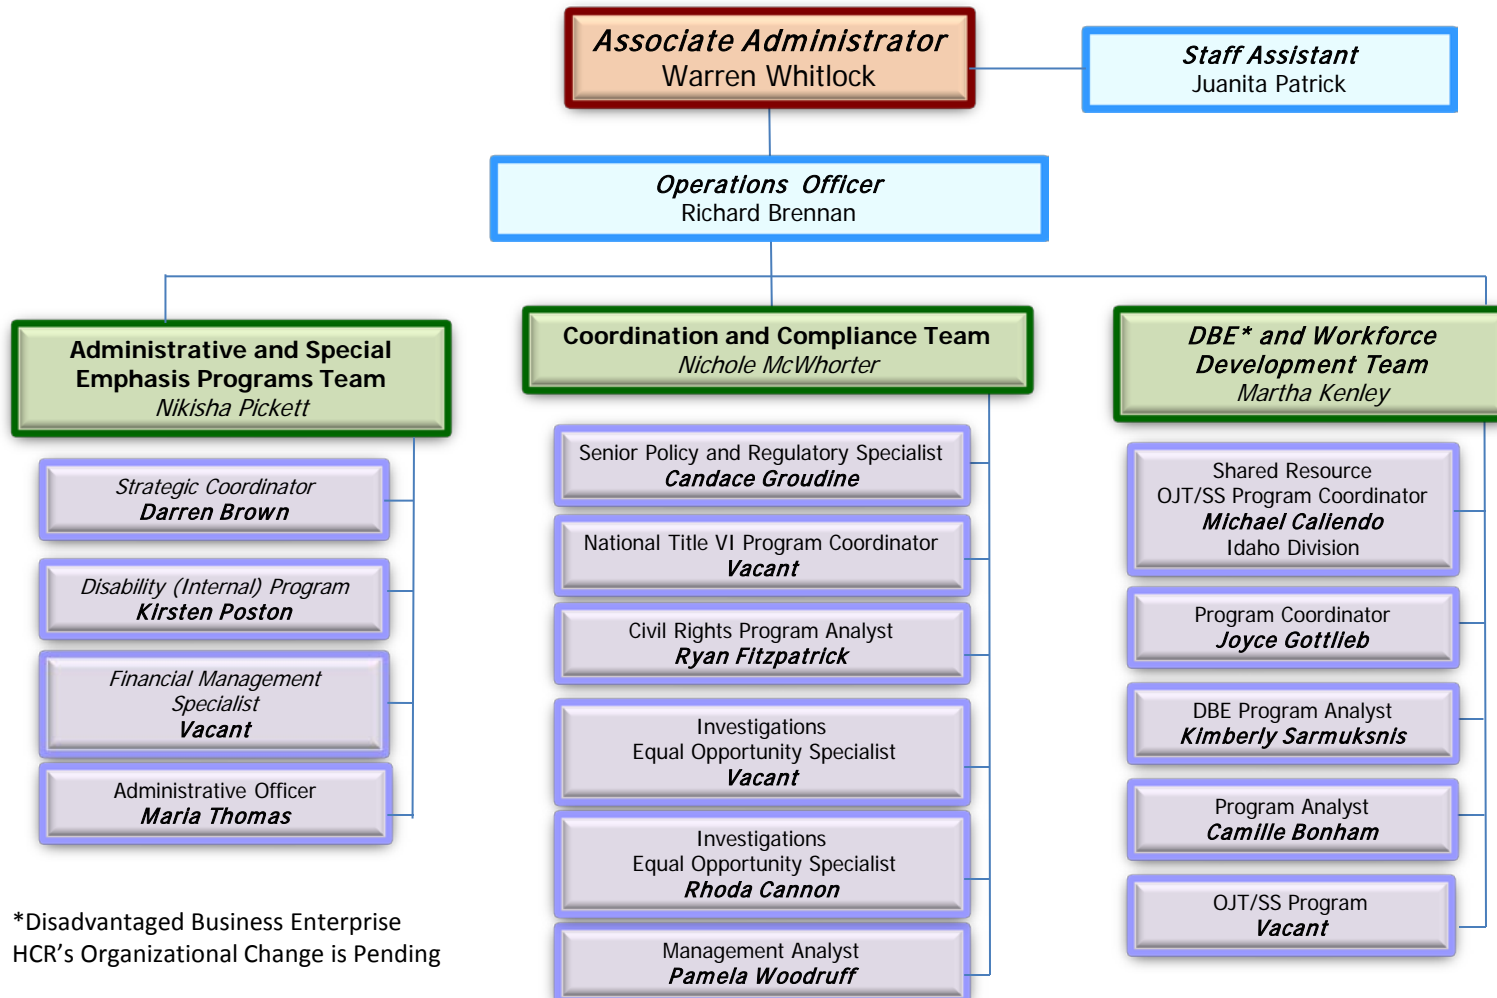 Associate Administrator
Warren Whitlock
Staff Assistant
Juanita Patrick
Operations Officer
Richard Brennan
Administrative and Special
Emphasis Programs Team
Nikisha Pickett
Strategic Coordinator
Darren Brown
Disability (Internal) Program
Kirsten Poston
Financial Management
Specialist
Vacant
Administrative Officer
Maria Thomas
Coordination and Compliance Team
Nichole McWhorter
Senior Policy and Regulatory Specialist
Candace Groudine
National Title VI Program Coordinator
Vacant
Civil Rights Program Analyst
Ryan Fitzpatrick
Investigations
Equal Opportunity Specialist
Vacant
Investigations
Equal Opportunity Specialist
Rhoda Cannon
Management Analyst
Pamela Woodruff
DBE* and Workforce
Development Team
Martha Kenley
Shared Resource
OJT/SS Program Coordinator
Michael Caliendo
Idaho Division
Program Coordinator
Joyce Gottlieb
DBE Program Analyst
Kimberly Sarmuksnis
Program Analyst
Camille Bonham
OJT/SS Program
Vacant
*Disadvantaged Business Enterprise
HCR’s Organizational Change is Pending